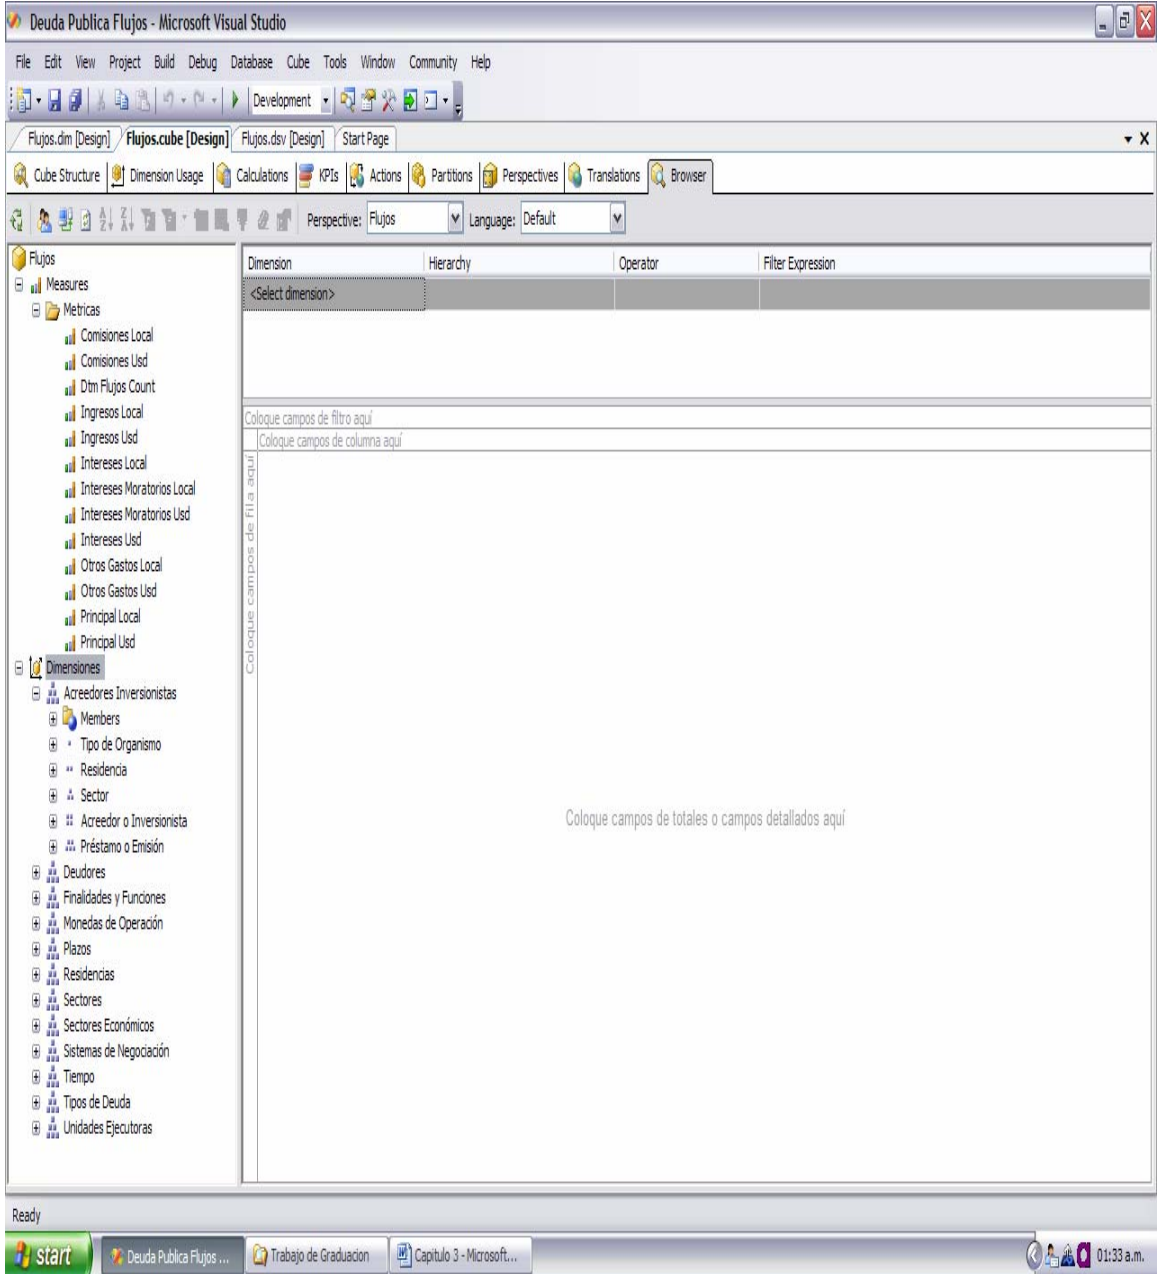 Deuda Publica Flujos - Microsoft Visual Studio
File Edit View Project Build Debug Database Cube Tools Window Community Help
Development
Flujos.dim [Design] Flujos.cube [Design] Flujos.dsv [Design] Start Page
Cube Structure Dimension Usage Calculations KPIs Actions Partitions Perspectives Translations Browser
Perspective: Flujos Language: Default
Flujos
Measures
Metricas
Comisiones Local
Comisiones Usd
Dtm Flujos Count
Ingresos Local
Ingresos Usd
Intereses Local
Intereses Moratorios Local
Intereses Moratorios Usd
Intereses Usd
Otros Gastos Local
Otros Gastos Usd
Principal Local
Principal Usd
Dimensiones
Acreedores Inversionistas
Members
Tipo de Organismo
Residencia
Sector
Acreedor o Inversionista
Préstamo o Emisión
Deudores
Finalidades y Funciones
Monedas de Operación
Plazos
Residencias
Sectores
Sectores Económicos
Sistemas de Negociación
Tiempo
Tipos de Deuda
Unidades Ejecutoras
Dimension Hierarchy Operator Filter Expression
<Select dimension>
Coloque campos de filtro aquí
Coloque campos de columna aquí
Coloque campos de fila aquí
Coloque campos de totales o campos detallados aquí
Ready
start Deuda Publica Flujos ... Trabajo de Graduacion Capitulo 3 - Microsoft... 01:33 a.m.